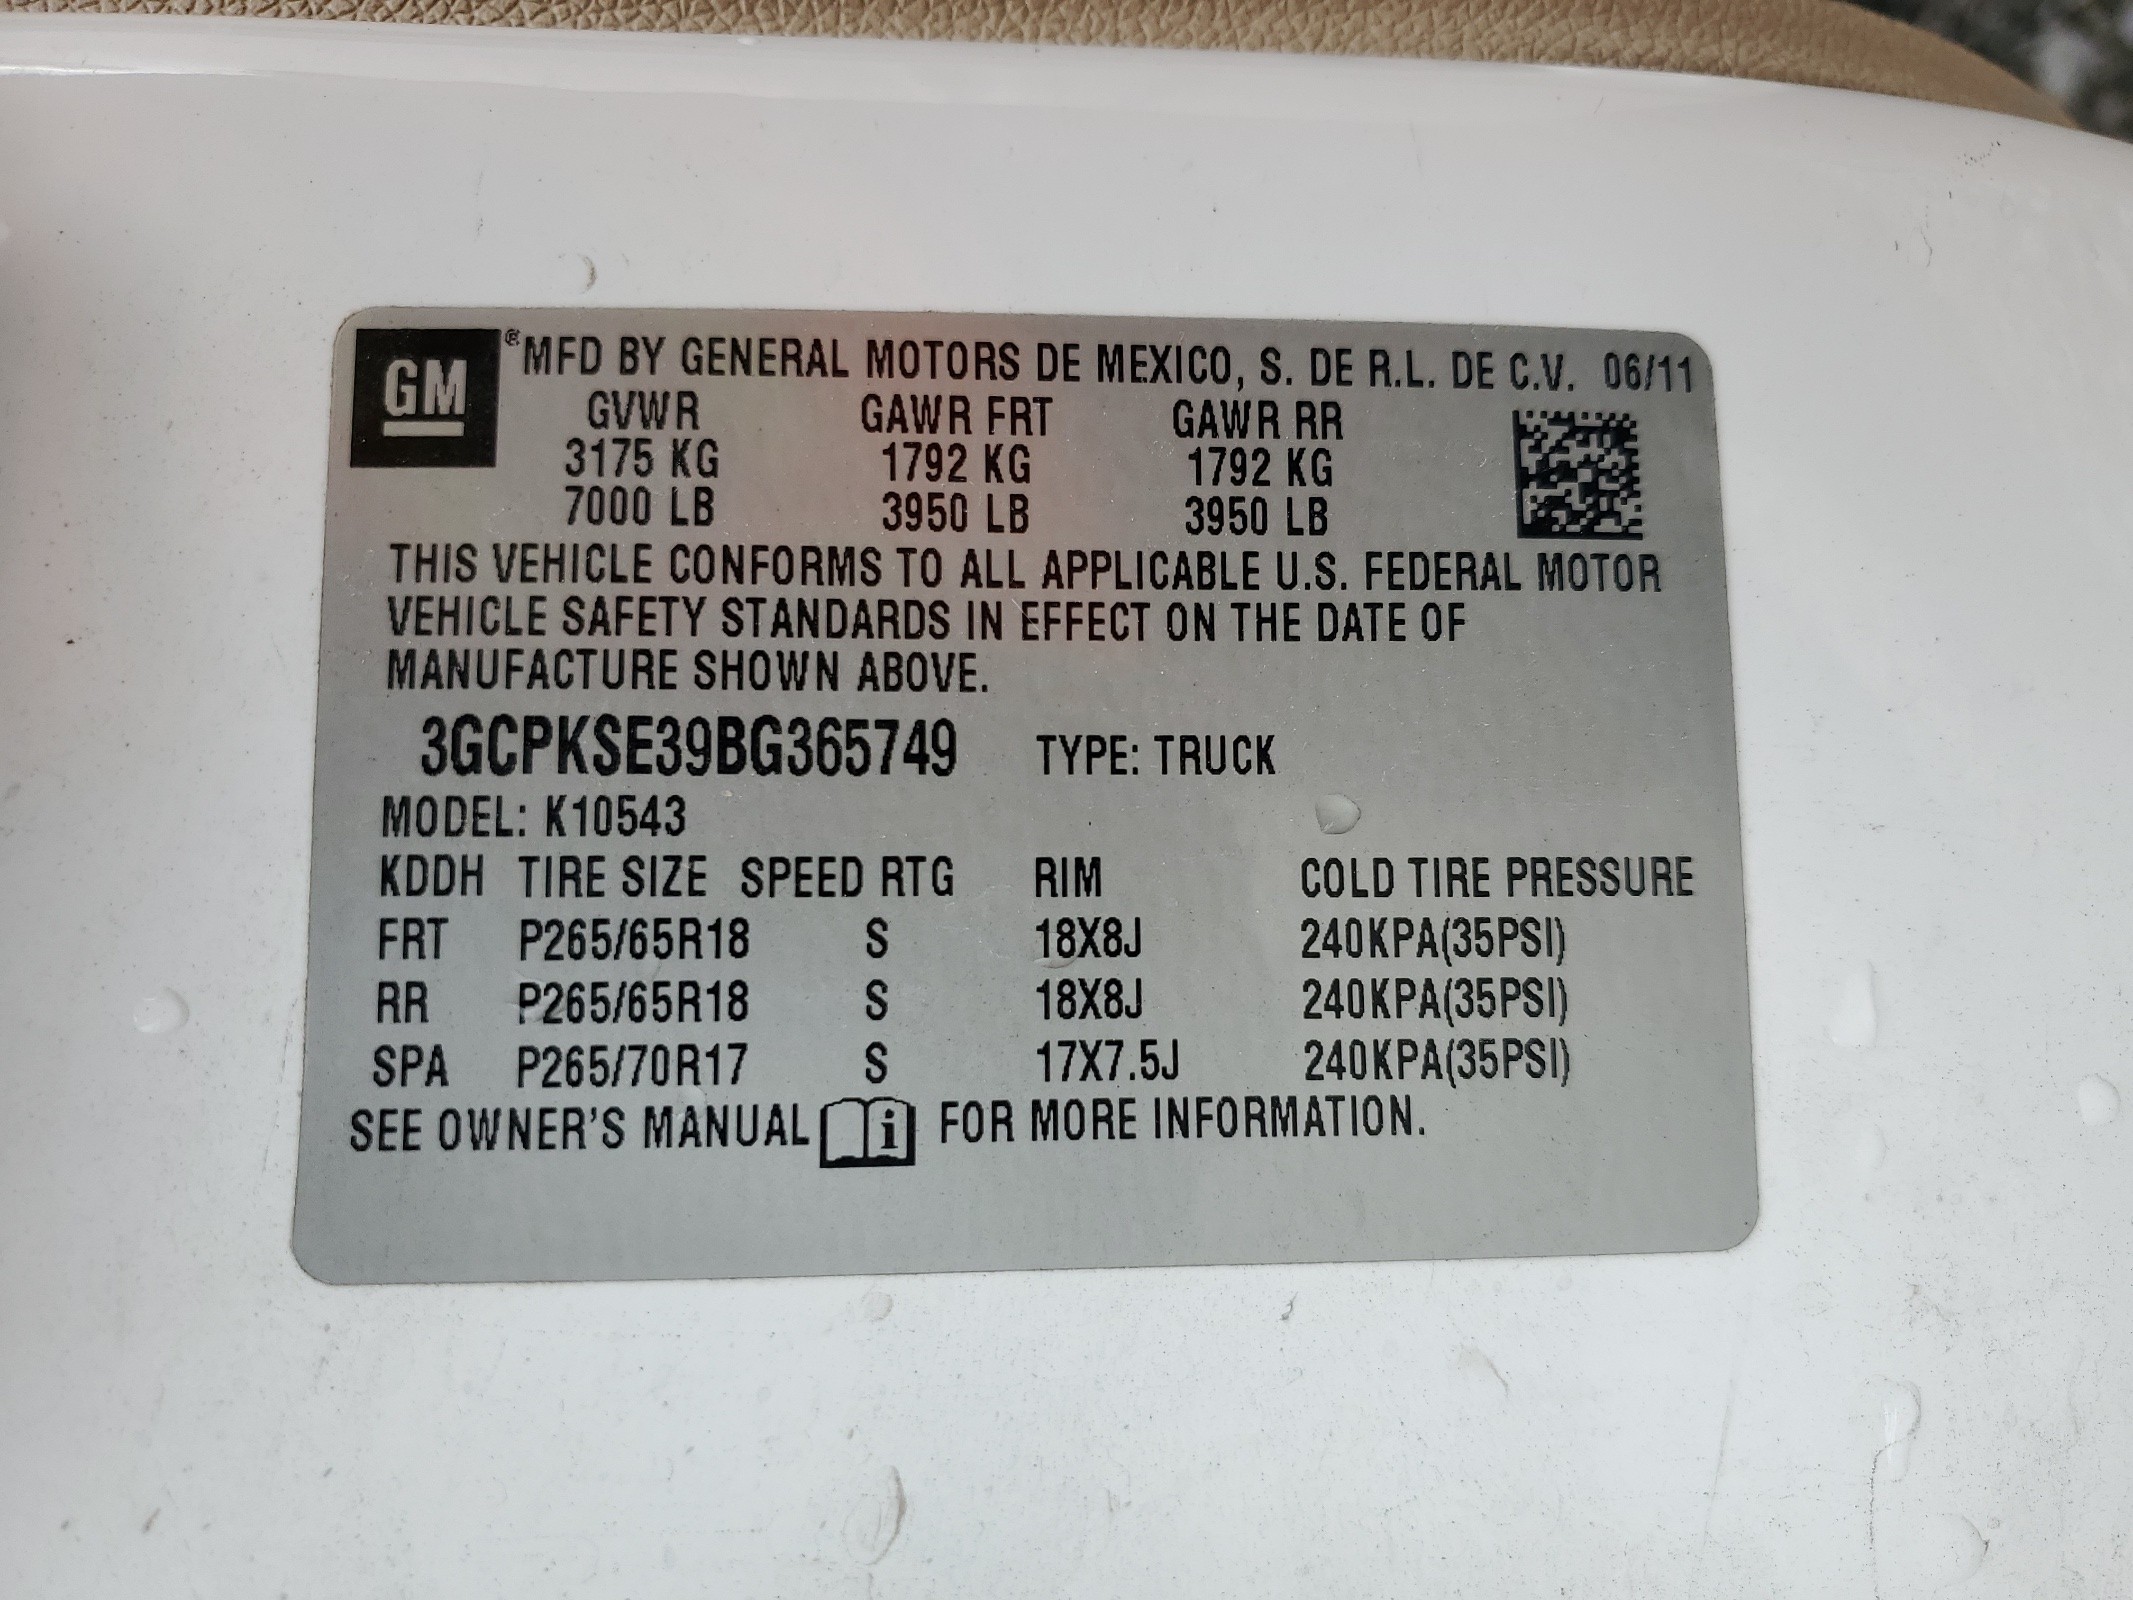 GM ® MFD BY GENERAL MOTORS DE MEXICO, S. DE R.L. DE C.V. 06/11
GVWR GAWR FRT GAWR RR
3175 KG 1792 KG 1792 KG
7000 LB 3950 LB 3950 LB
THIS VEHICLE CONFORMS TO ALL APPLICABLE U.S. FEDERAL MOTOR
VEHICLE SAFETY STANDARDS IN EFFECT ON THE DATE OF
MANUFACTURE SHOWN ABOVE.
3GCPKSE39BG365749 TYPE: TRUCK
MODEL: K10543
KDDH TIRE SIZE SPEED RTG RIM COLD TIRE PRESSURE
FRT P265/65R18 S 18X8J 240KPA(35PSI)
RR P265/65R18 S 18X8J 240KPA(35PSI)
SPA P265/70R17 S 17X7.5J 240KPA(35PSI)
SEE OWNER'S MANUAL i FOR MORE INFORMATION.